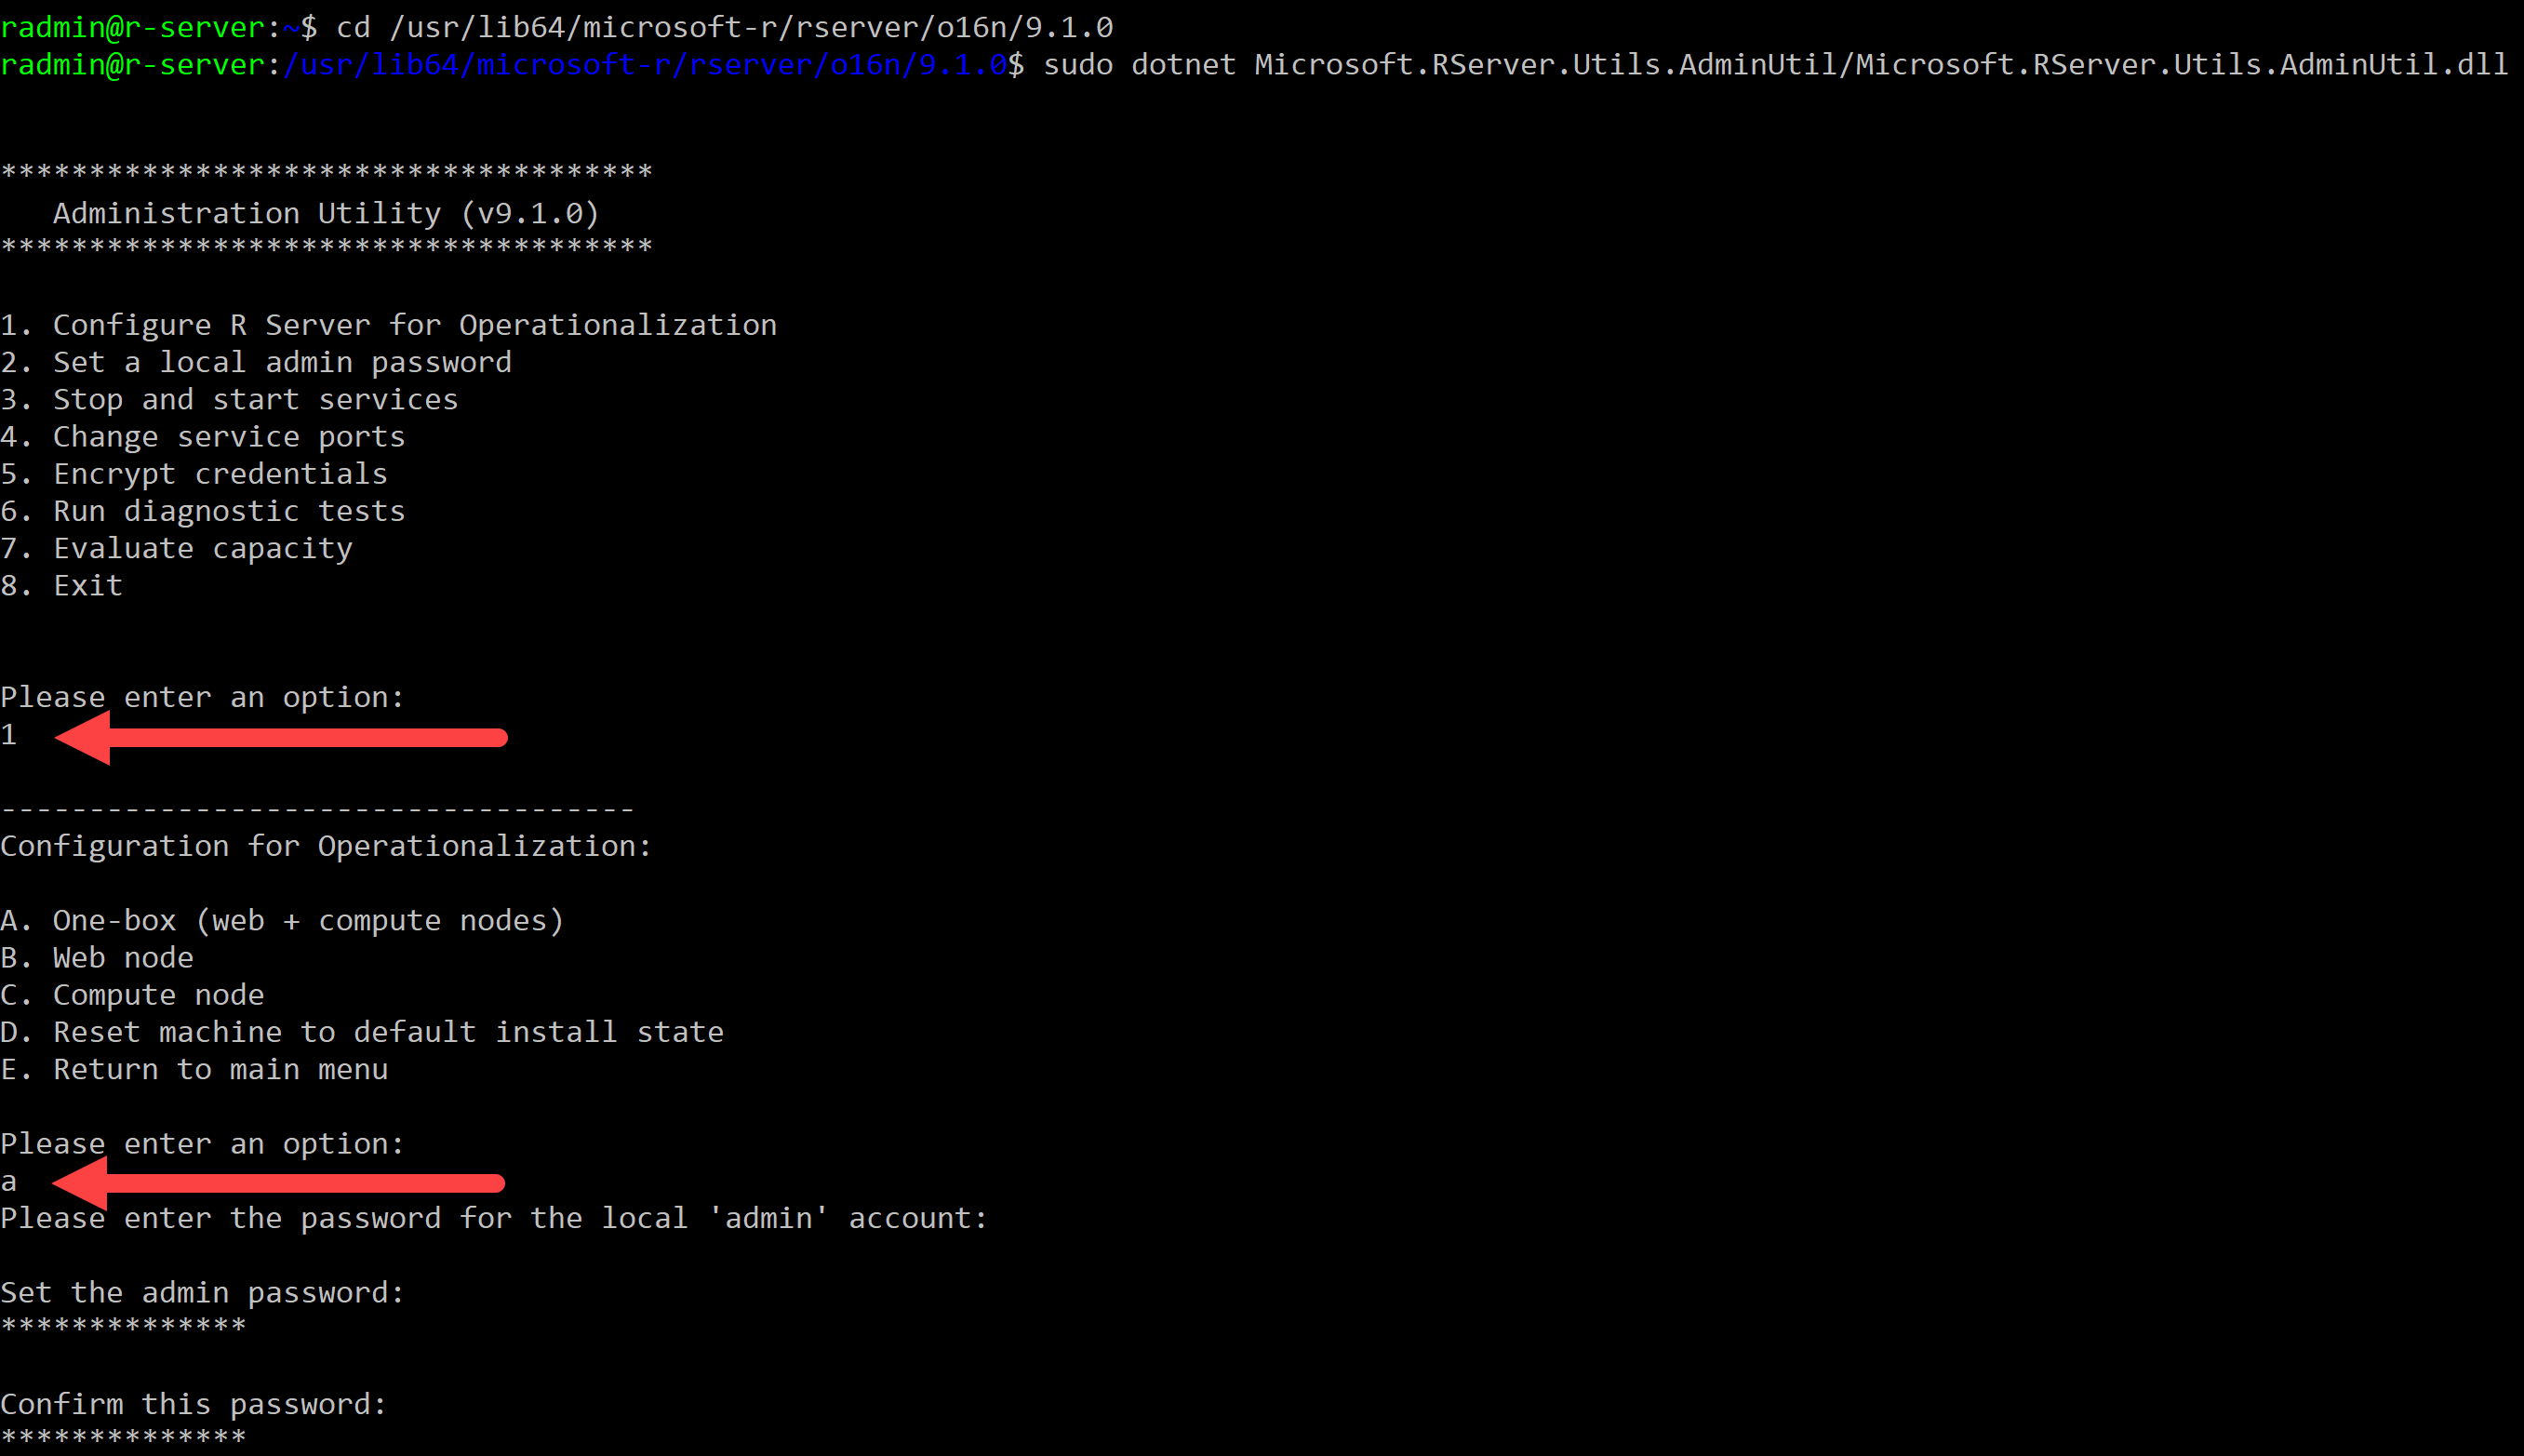 radmin@r-server:~$ cd /usr/lib64/microsoft-r/rserver/o16n/9.1.0
radmin@r-server:/usr/lib64/microsoft-r/rserver/o16n/9.1.0$ sudo dotnet Microsoft.RServer.Utils.AdminUtil/Microsoft.RServer.Utils.AdminUtil.dll
*************************************
Administration Utility (v9.1.0)
*************************************
1. Configure R Server for Operationalization
2. Set a local admin password
3. Stop and start services
4. Change service ports
5. Encrypt credentials
6. Run diagnostic tests
7. Evaluate capacity
8. Exit
Please enter an option:
1
------------------------------------
Configuration for Operationalization:
A. One-box (web + compute nodes)
B. Web node
C. Compute node
D. Reset machine to default install state
E. Return to main menu
Please enter an option:
a
Please enter the password for the local 'admin' account:
Set the admin password:
**************
Confirm this password:
**************